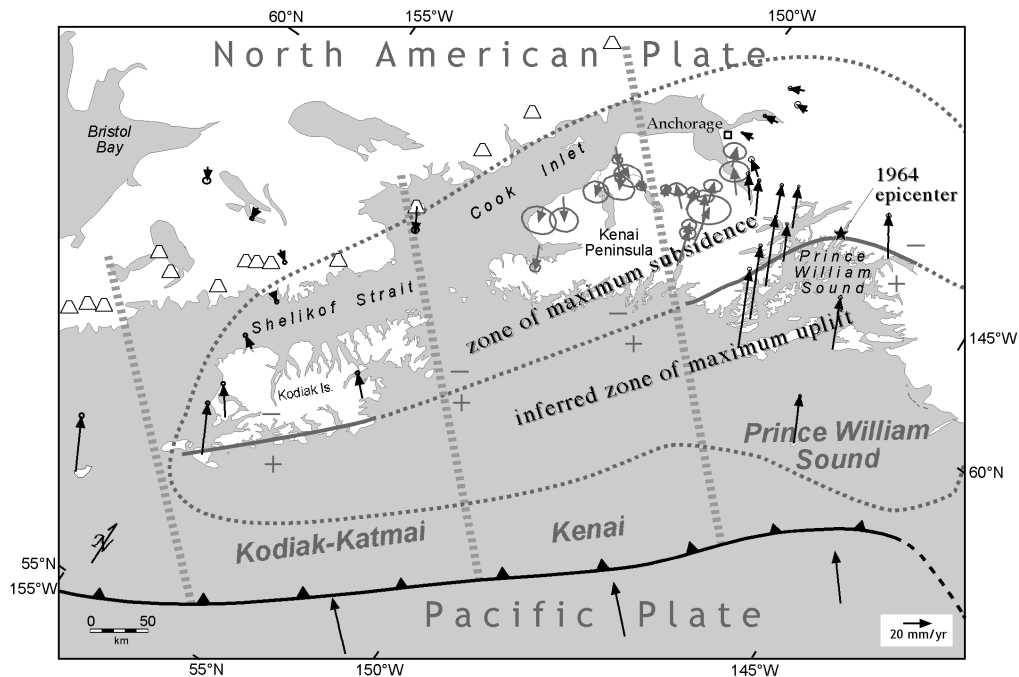 60°N
155°W
150°W
North American Plate
Bristol
Bay
Anchorage
Cook Inlet
1964
epicenter
Kenai
Peninsula
Prince
William
Sound
zone of maximum subsidence
Shelikof Strait
inferred zone of maximum uplift
145°W
Kodiak Is.
Prince William
Sound
60°N
Kodiak-Katmai
Kenai
N
55°N
155°W
Pacific Plate
0 50
km
20 mm/yr
55°N
150°W
145°W